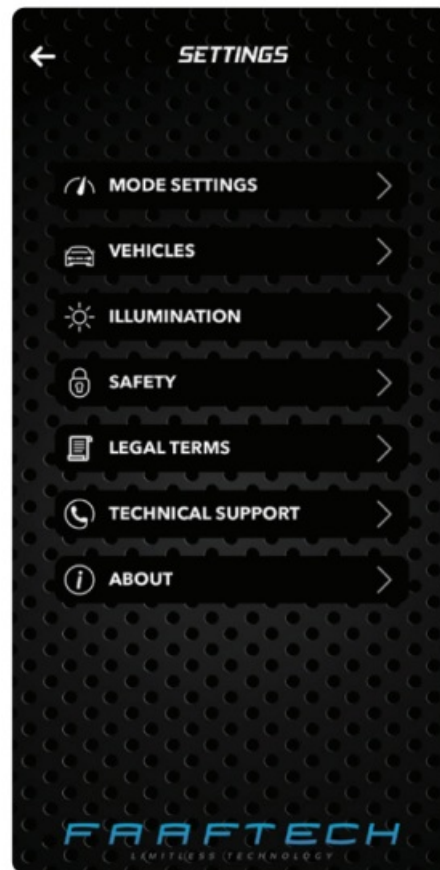 SETTINGS
MODE SETTINGS
VEHICLES
ILLUMINATION
SAFETY
LEGAL TERMS
TECHNICAL SUPPORT
ABOUT
FAAFTECH
LIMITLESS TECHNOLOGY